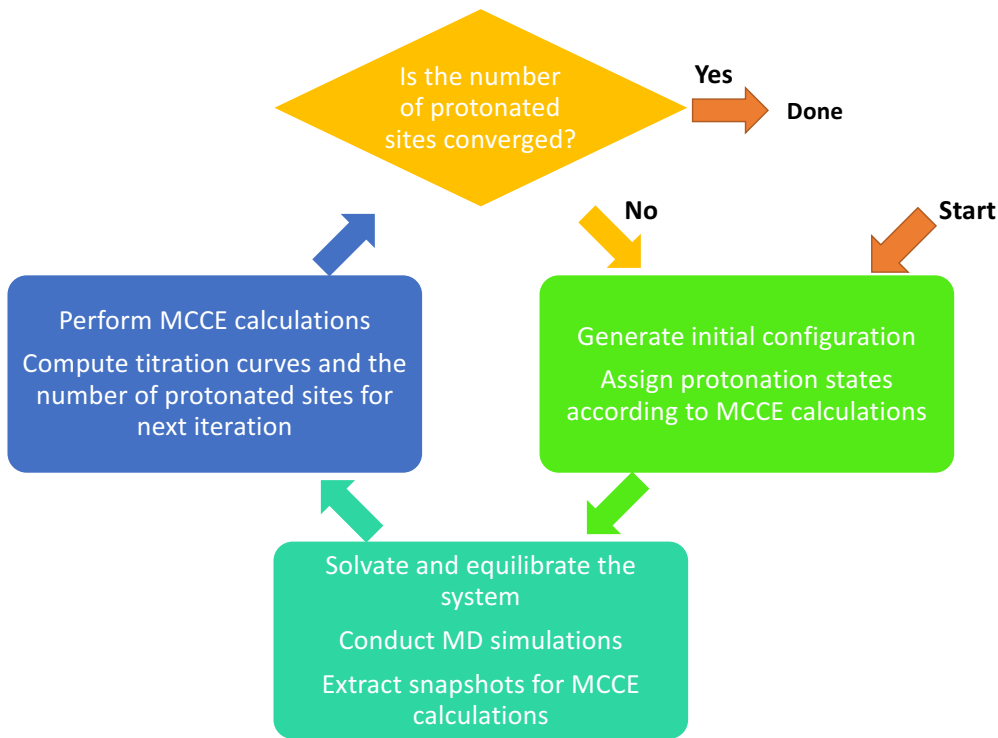 Is the number
of protonated
sites converged?
Yes
Done
No
Start
Perform MCCE calculations
Compute titration curves and the
number of protonated sites for
next iteration
Generate initial configuration
Assign protonation states
according to MCCE calculations
Solvate and equilibrate the
system
Conduct MD simulations
Extract snapshots for MCCE
calculations